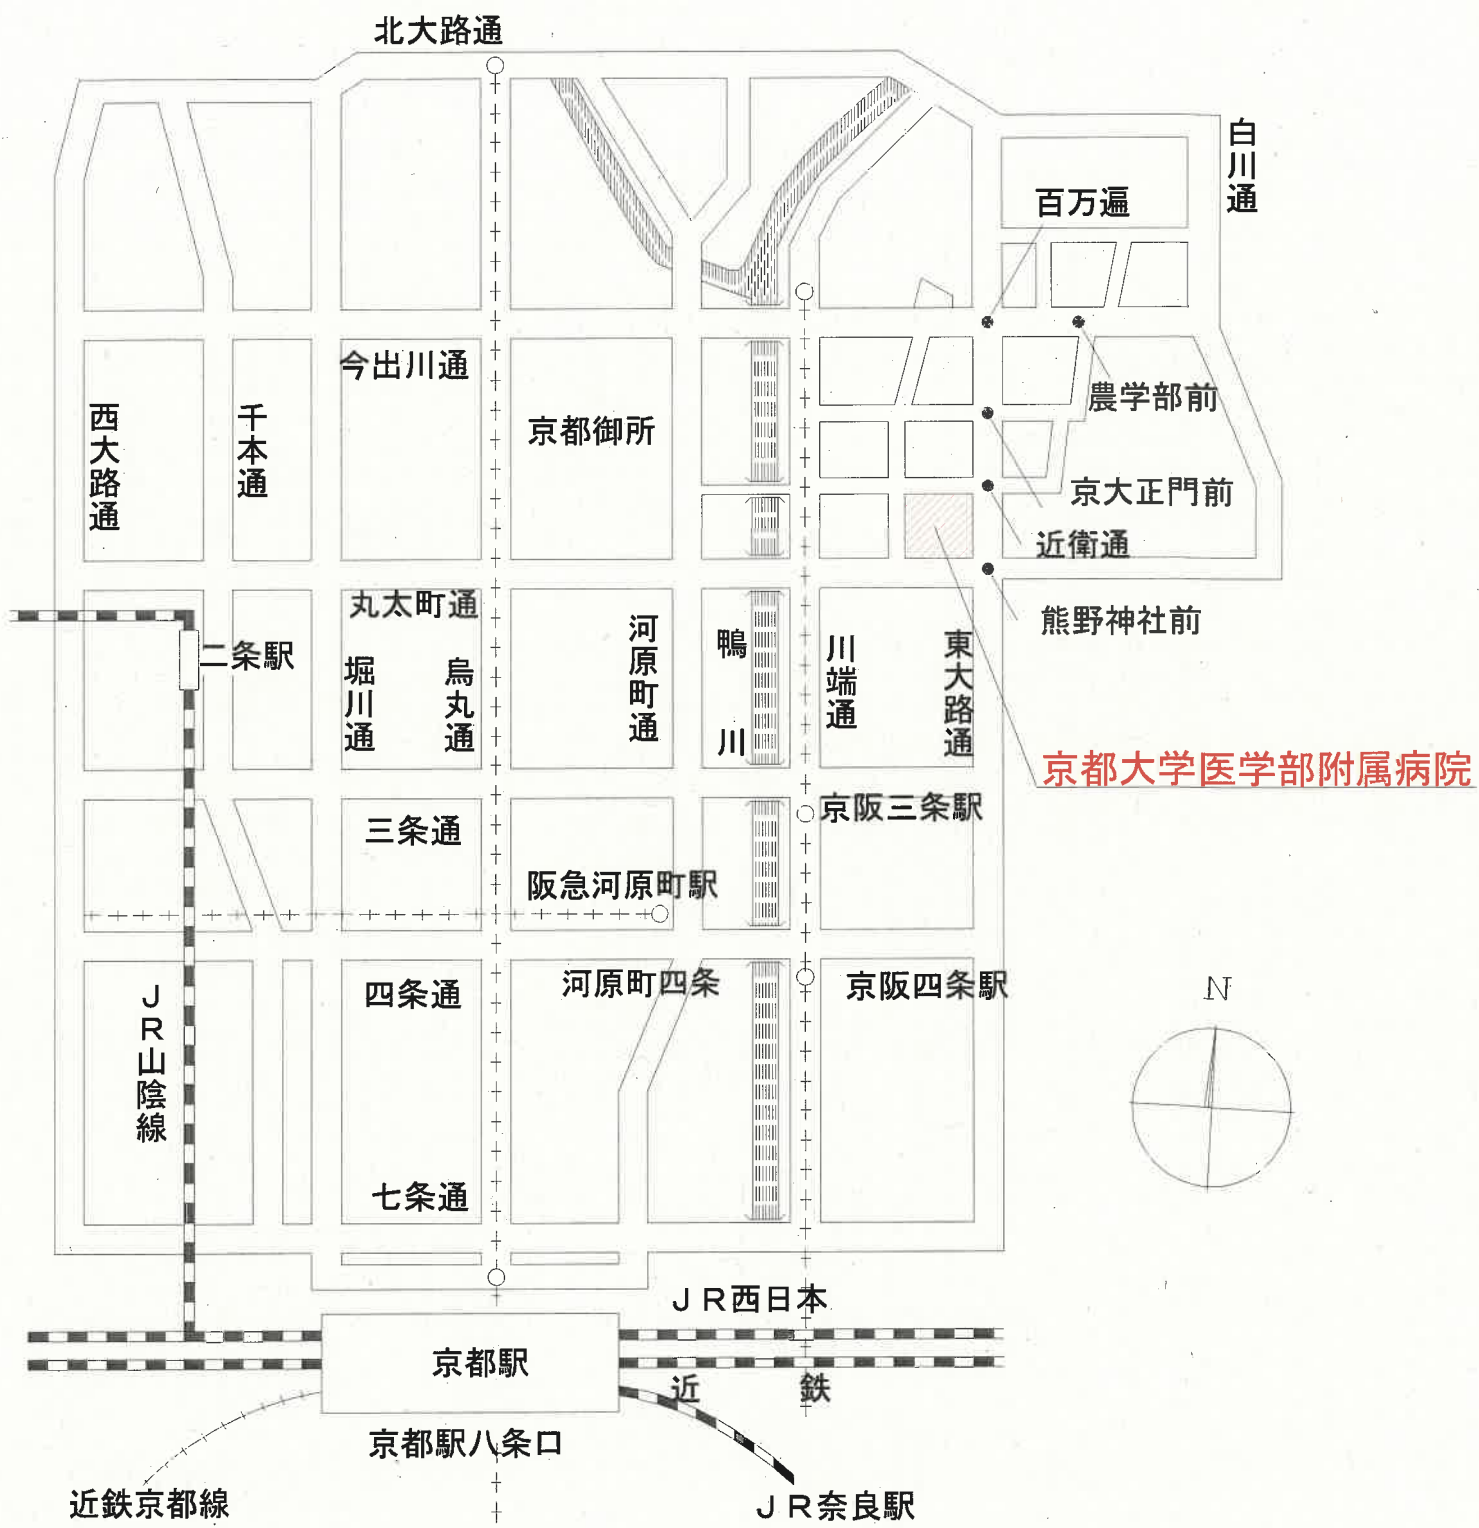 北大路通
白川通
百万遍
今出川通
農学部前
西大路通
千本通
京都御所
京大正門前
近衛通
丸太町通
熊野神社前
二条駅
堀川通
烏丸通
河原町通
鴨川
川端通
東大路通
京都大学医学部附属病院
京阪三条駅
三条通
阪急河原町駅
四条通
河原町四条
京阪四条駅
N
JR山陰線
七条通
JR西日本
京都駅
近鉄
京都駅八条口
近鉄京都線
JR奈良駅